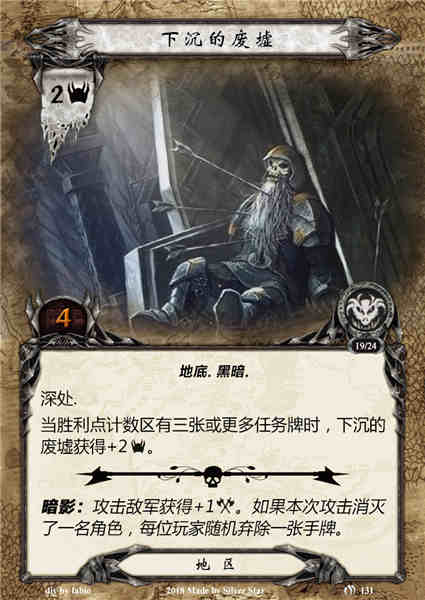 下沉的废墟
2
4
19/24
地底. 黑暗.
深处.
当胜利点计数区有三张或更多任务牌时，下沉的
废墟获得+2。
暗影：攻击敌军获得+1。如果本次攻击消灭
了一名角色，每位玩家随机弃除一张手牌。
地区
diy by fabio
2018 Made by Silver Star
131